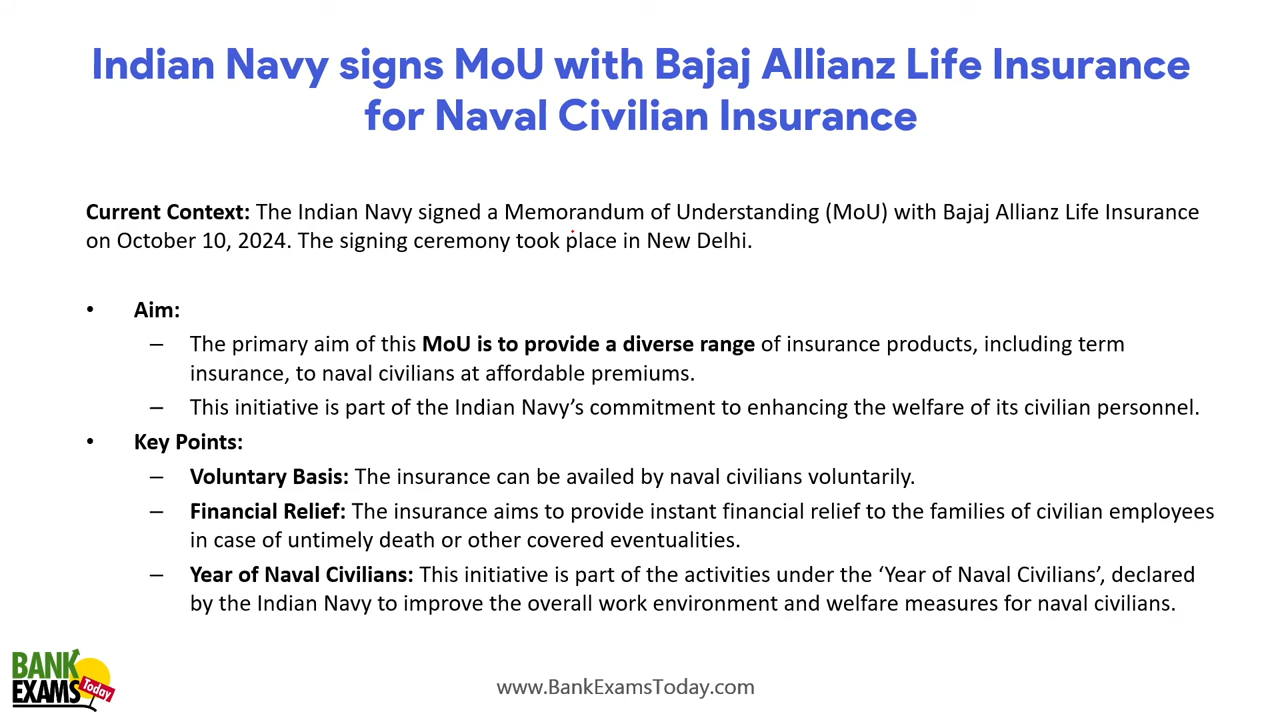 Indian Navy signs MoU with Bajaj Allianz Life Insurance
for Naval Civilian Insurance
Current Context: The Indian Navy signed a Memorandum of Understanding (MoU) with Bajaj Allianz Life Insurance
on October 10, 2024. The signing ceremony took place in New Delhi.
• Aim:
– The primary aim of this MoU is to provide a diverse range of insurance products, including term
insurance, to naval civilians at affordable premiums.
– This initiative is part of the Indian Navy’s commitment to enhancing the welfare of its civilian personnel.
• Key Points:
– Voluntary Basis: The insurance can be availed by naval civilians voluntarily.
– Financial Relief: The insurance aims to provide instant financial relief to the families of civilian employees
in case of untimely death or other covered eventualities.
– Year of Naval Civilians: This initiative is part of the activities under the ‘Year of Naval Civilians’, declared
by the Indian Navy to improve the overall work environment and welfare measures for naval civilians.
BANK
EXAMS
Today
www.BankExamsToday.com